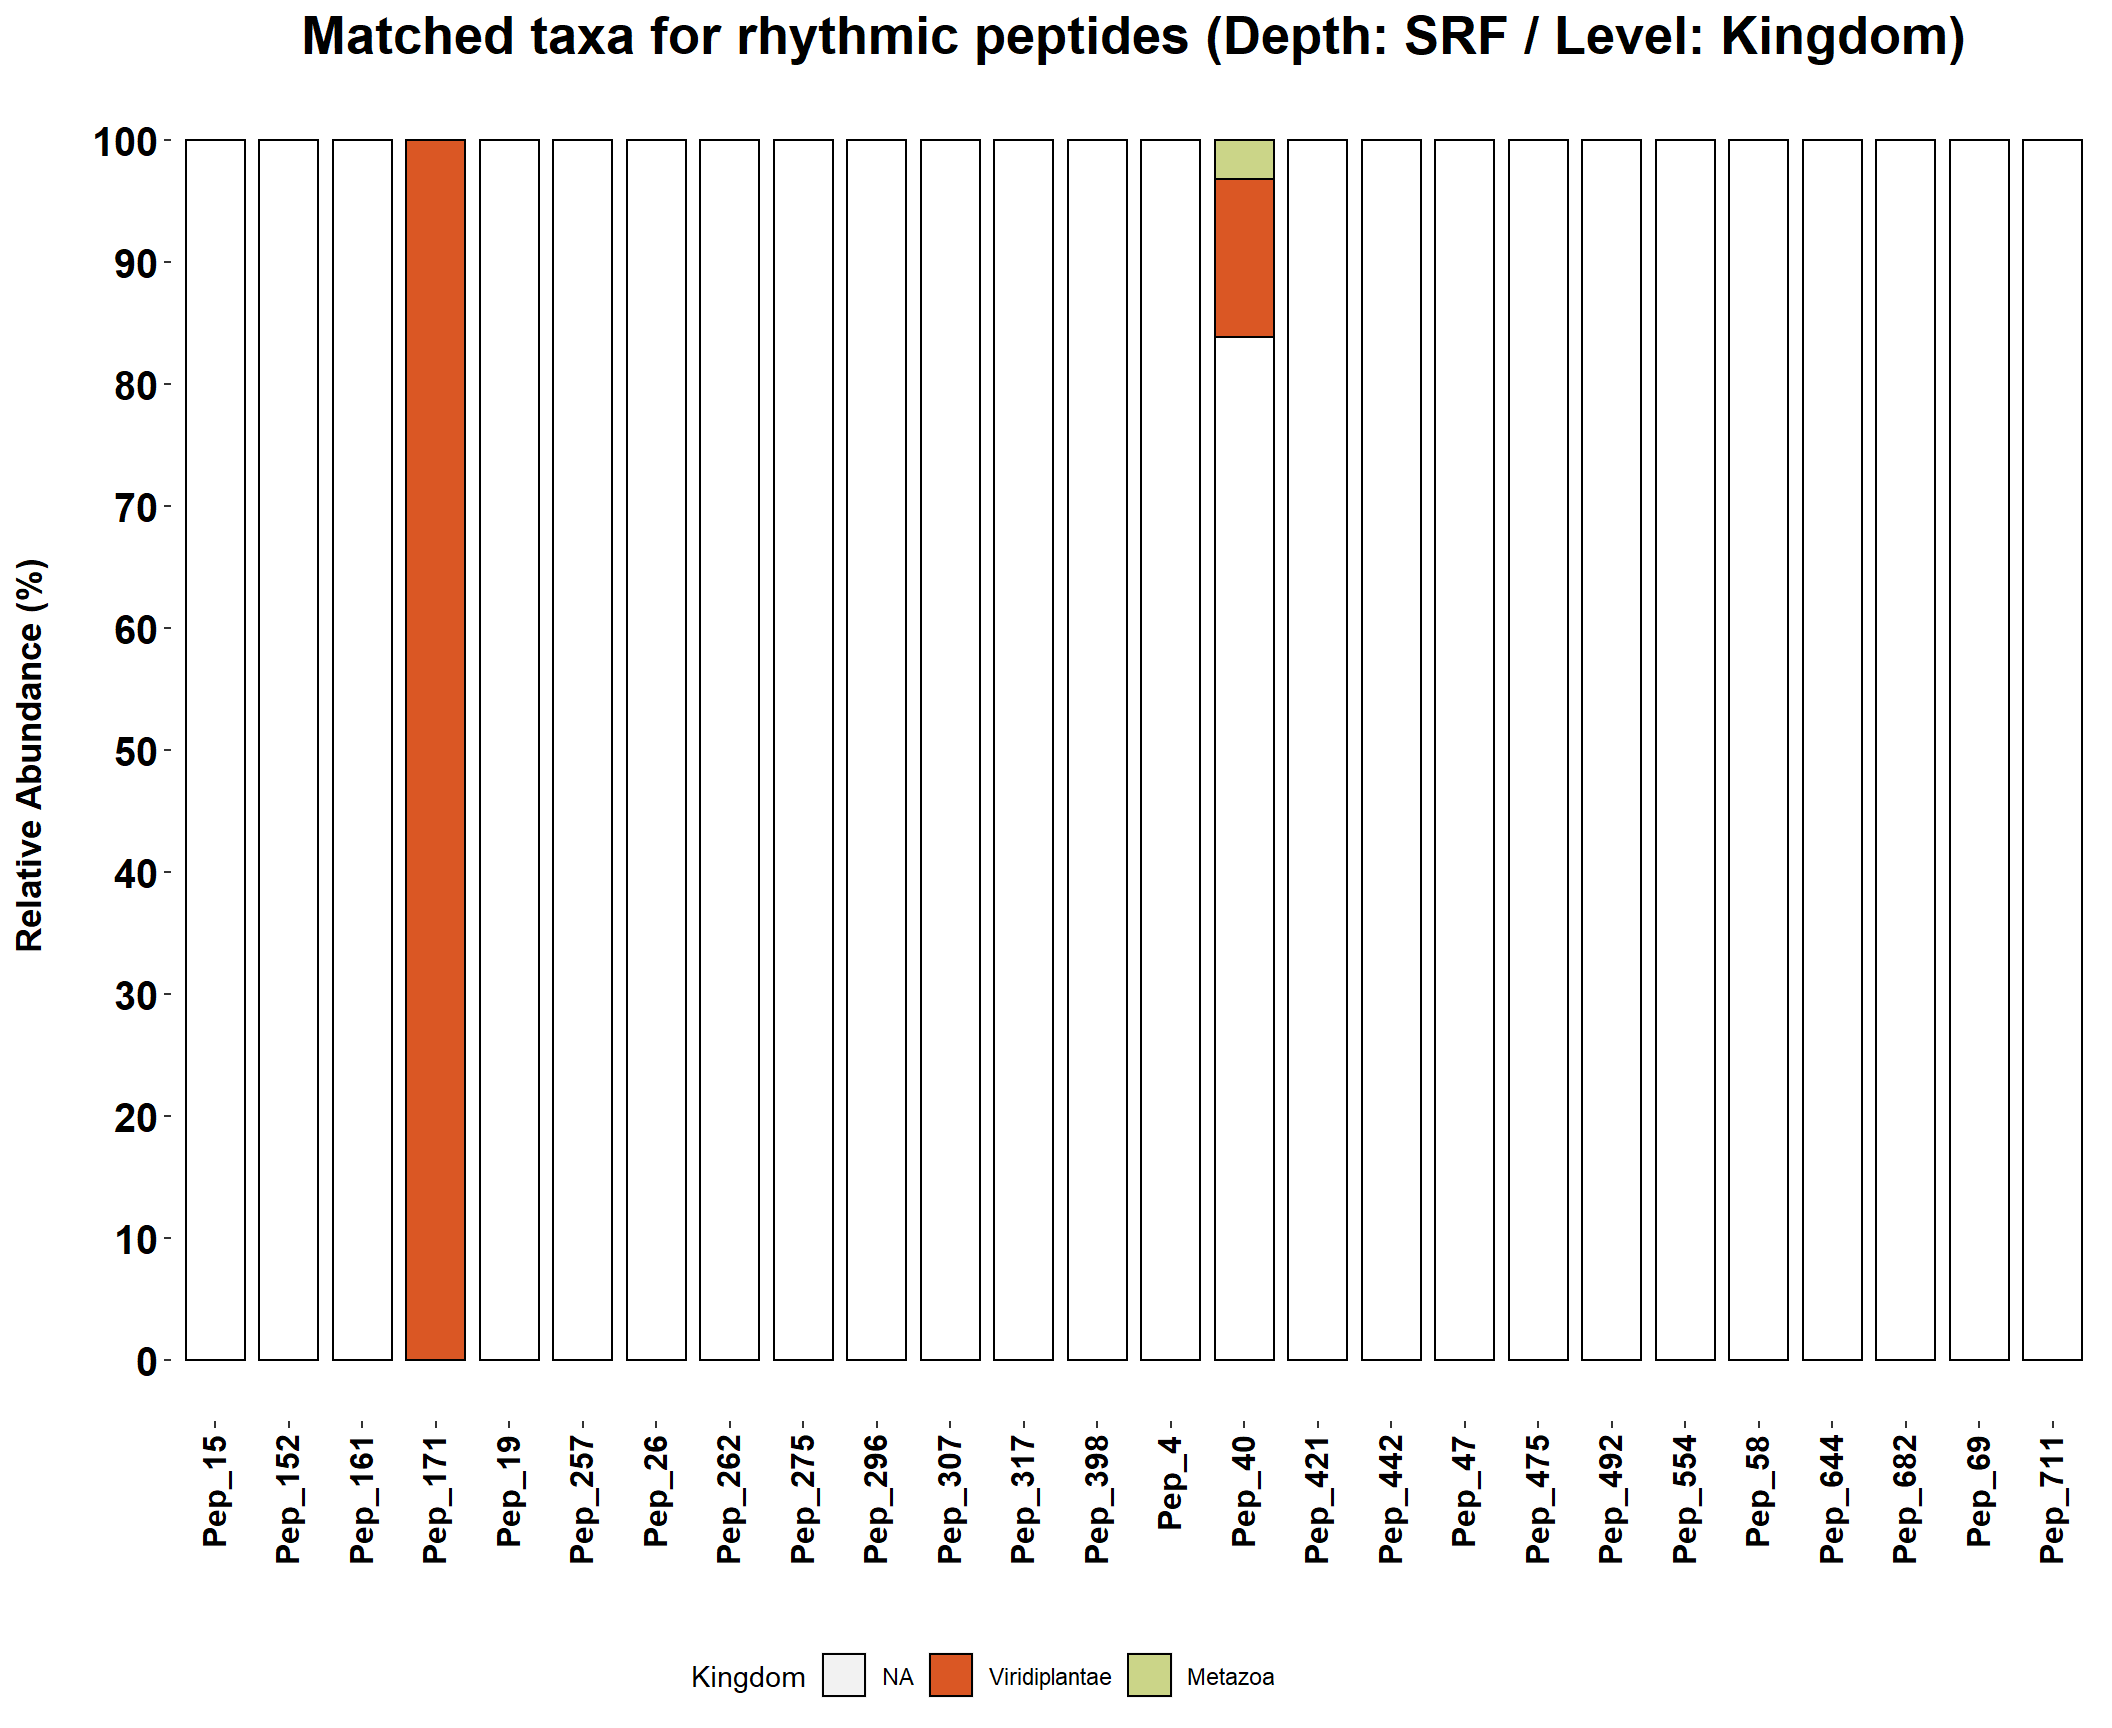 Matched taxa for rhythmic peptides (Depth: SRF / Level: Kingdom)
Relative Abundance (%)
100
90
80
70
60
50
40
30
20
10
0
Pep_15
Pep_152
Pep_161
Pep_171
Pep_19
Pep_257
Pep_26
Pep_262
Pep_275
Pep_296
Pep_307
Pep_317
Pep_398
Pep_4
Pep_40
Pep_421
Pep_442
Pep_47
Pep_475
Pep_492
Pep_554
Pep_58
Pep_644
Pep_682
Pep_69
Pep_711
Kingdom NA Viridiplantae Metazoa